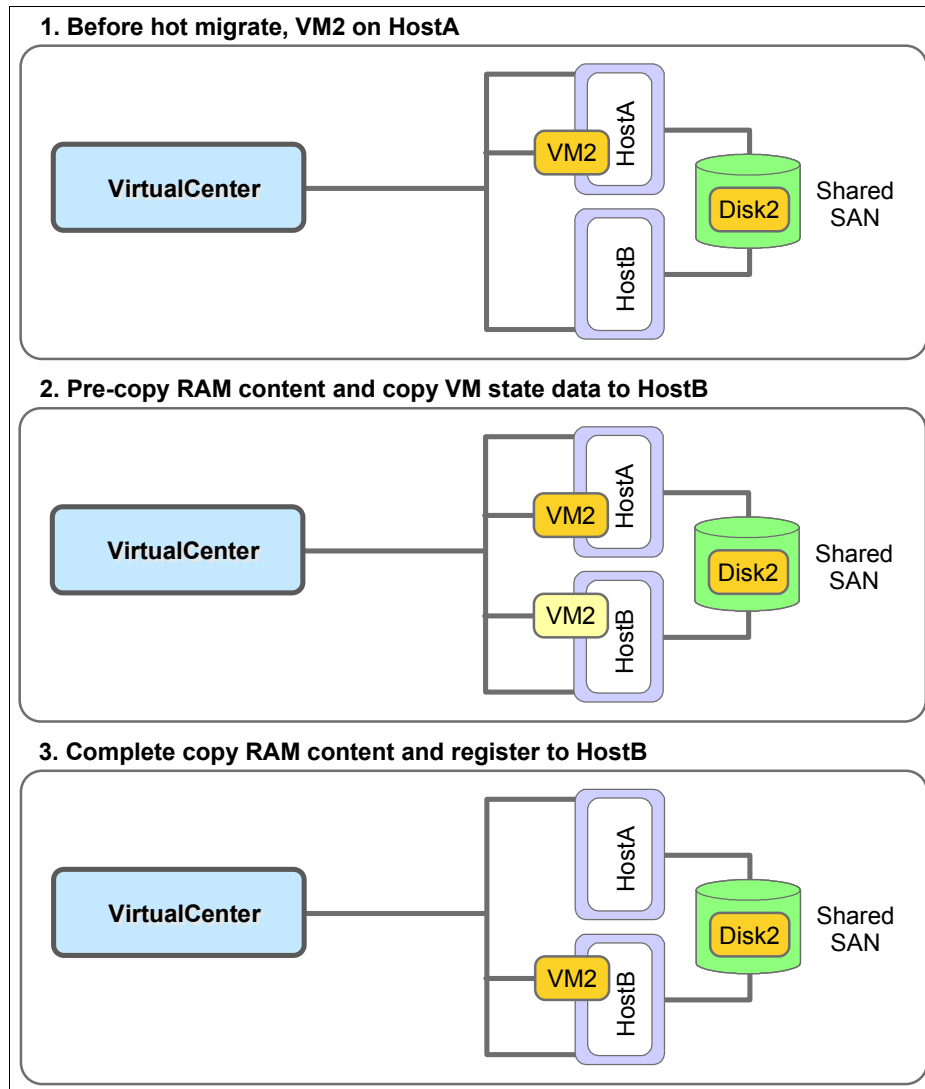 1. Before hot migrate, VM2 on HostA
VirtualCenter
VM2
HostA
HostB
Disk2
Shared
SAN
2. Pre-copy RAM content and copy VM state data to HostB
VirtualCenter
VM2
HostA
VM2
HostB
Disk2
Shared
SAN
3. Complete copy RAM content and register to HostB
VirtualCenter
HostA
VM2
HostB
Disk2
Shared
SAN